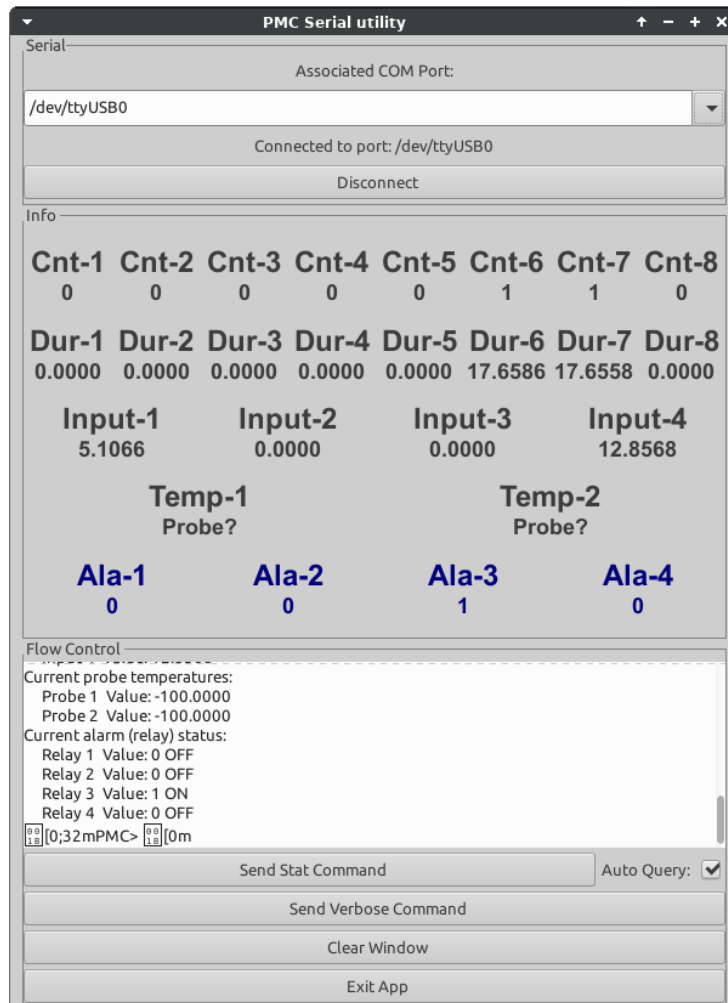 PMC Serial utility
Serial
Associated COM Port:
/dev/ttyUSB0
Connected to port: /dev/ttyUSB0
Disconnect
Info
Cnt-1 Cnt-2 Cnt-3 Cnt-4 Cnt-5 Cnt-6 Cnt-7 Cnt-8
0 0 0 0 0 1 1 0
Dur-1 Dur-2 Dur-3 Dur-4 Dur-5 Dur-6 Dur-7 Dur-8
0.0000 0.0000 0.0000 0.0000 0.0000 17.6586 17.6558 0.0000
Input-1 Input-2 Input-3 Input-4
5.1066 0.0000 0.0000 12.8568
Temp-1 Temp-2
Probe? Probe?
Ala-1 Ala-2 Ala-3 Ala-4
0 0 1 0
Flow Control
Current probe temperatures:
Probe 1 Value: -100.0000
Probe 2 Value: -100.0000
Current alarm (relay) status:
Relay 1 Value: 0 OFF
Relay 2 Value: 0 OFF
Relay 3 Value: 1 ON
Relay 4 Value: 0 OFF
[0;32mPMC> [0m
Send Stat Command Auto Query:
Send Verbose Command
Clear Window
Exit App